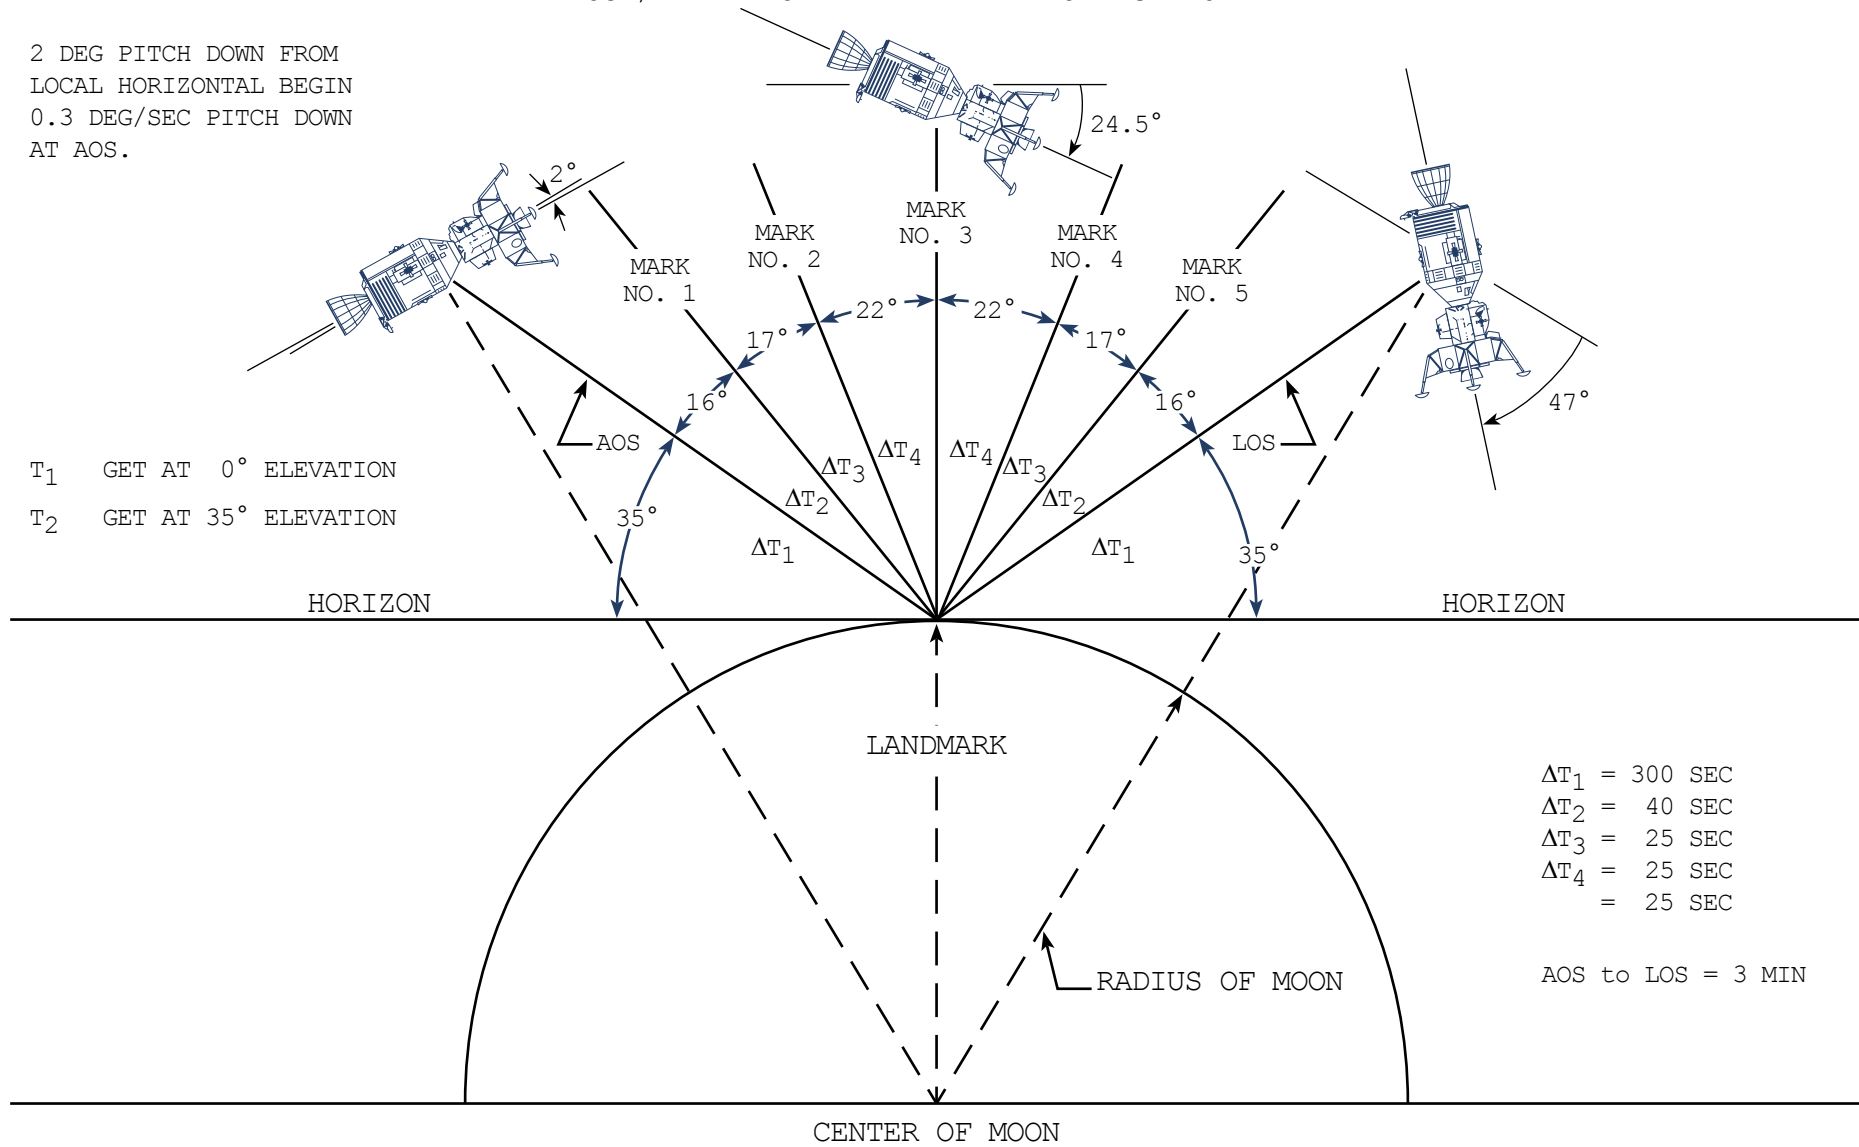 2 DEG PITCH DOWN FROM
LOCAL HORIZONTAL BEGIN
0.3 DEG/SEC PITCH DOWN
AT AOS.
2°
24.5°
MARK
NO. 1
MARK
NO. 2
MARK
NO. 3
MARK
NO. 4
MARK
NO. 5
22°
22°
17°
17°
16°
16°
47°
AOS
LOS
ΔT4
ΔT4
ΔT3
ΔT3
ΔT2
ΔT2
ΔT1
ΔT1
35°
35°
T1 GET AT 0° ELEVATION
T2 GET AT 35° ELEVATION
HORIZON
HORIZON
LANDMARK
ΔT1 = 300 SEC
ΔT2 = 40 SEC
ΔT3 = 25 SEC
ΔT4 = 25 SEC
= 25 SEC
AOS to LOS = 3 MIN
RADIUS OF MOON
CENTER OF MOON